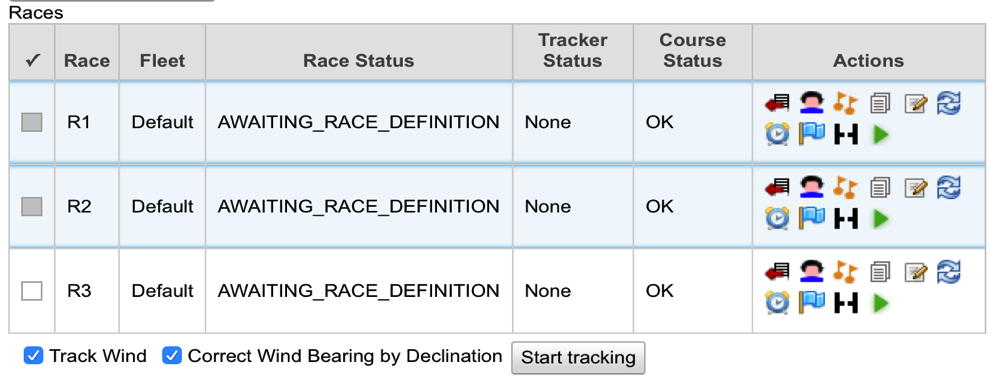 Races
✓ Race Fleet Race Status Tracker Status Course Status Actions
R1 Default AWAITING_RACE_DEFINITION None OK
R2 Default AWAITING_RACE_DEFINITION None OK
R3 Default AWAITING_RACE_DEFINITION None OK
Track Wind Correct Wind Bearing by Declination Start tracking